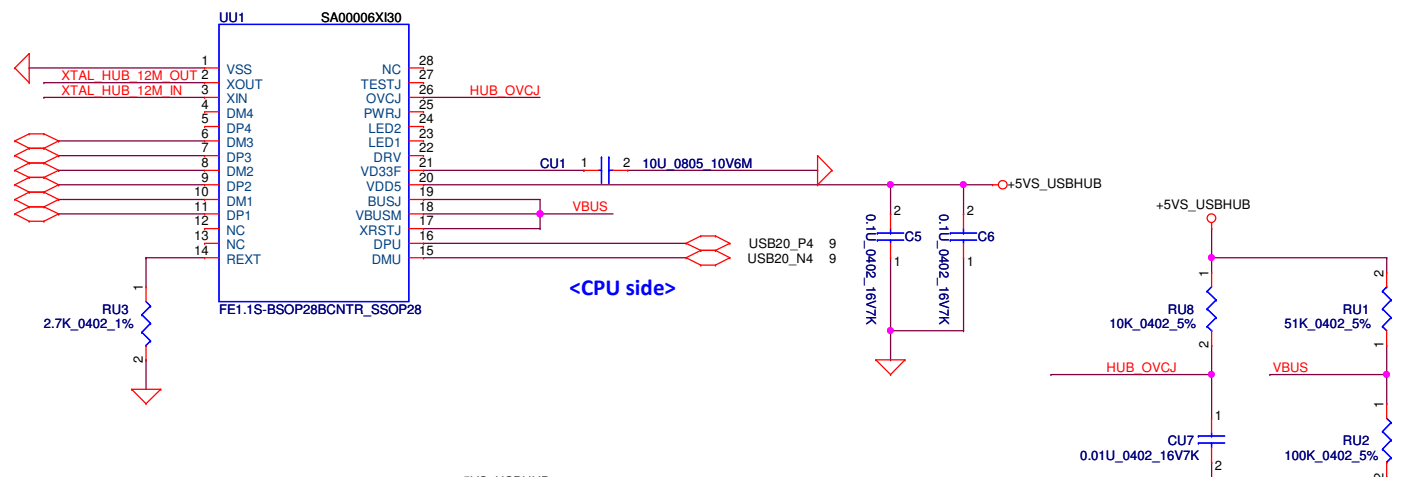 UU1 SA00006XI30
1 VSS NC 28
XTAL_HUB_12M_OUT 2 XOUT TESTJ 27
XTAL_HUB_12M_IN 3 XIN OVCJ 26 HUB_OVCJ
4 DM4 PWRJ 25
5 DP4 LED2 24
6 DM3 LED1 23
7 DP3 DRV 22
8 DM2 VD33F 21 CU1 1 2 10U_0805_10V6M
9 DP2 VDD5 20 +5VS_USBHUB
10 DM1 BUSJ 19
11 DP1 VBUSM 18 VBUS
12 NC XRSTJ 17
13 NC DPU 16 USB20_P4 9
14 REXT DMU 15 USB20_N4 9
FE1.1S-BSOP28BCNTR_SSOP28
<CPU side>
1
RU3
2.7K_0402_1%
2
2
C5
0.1U_0402_16V7K
1
2
C6
0.1U_0402_16V7K
1
+5VS_USBHUB
1
RU8
10K_0402_5%
2
2
RU1
51K_0402_5%
1
HUB_OVCJ
VBUS
1
CU7
0.01U_0402_16V7K
2
1
RU2
100K_0402_5%